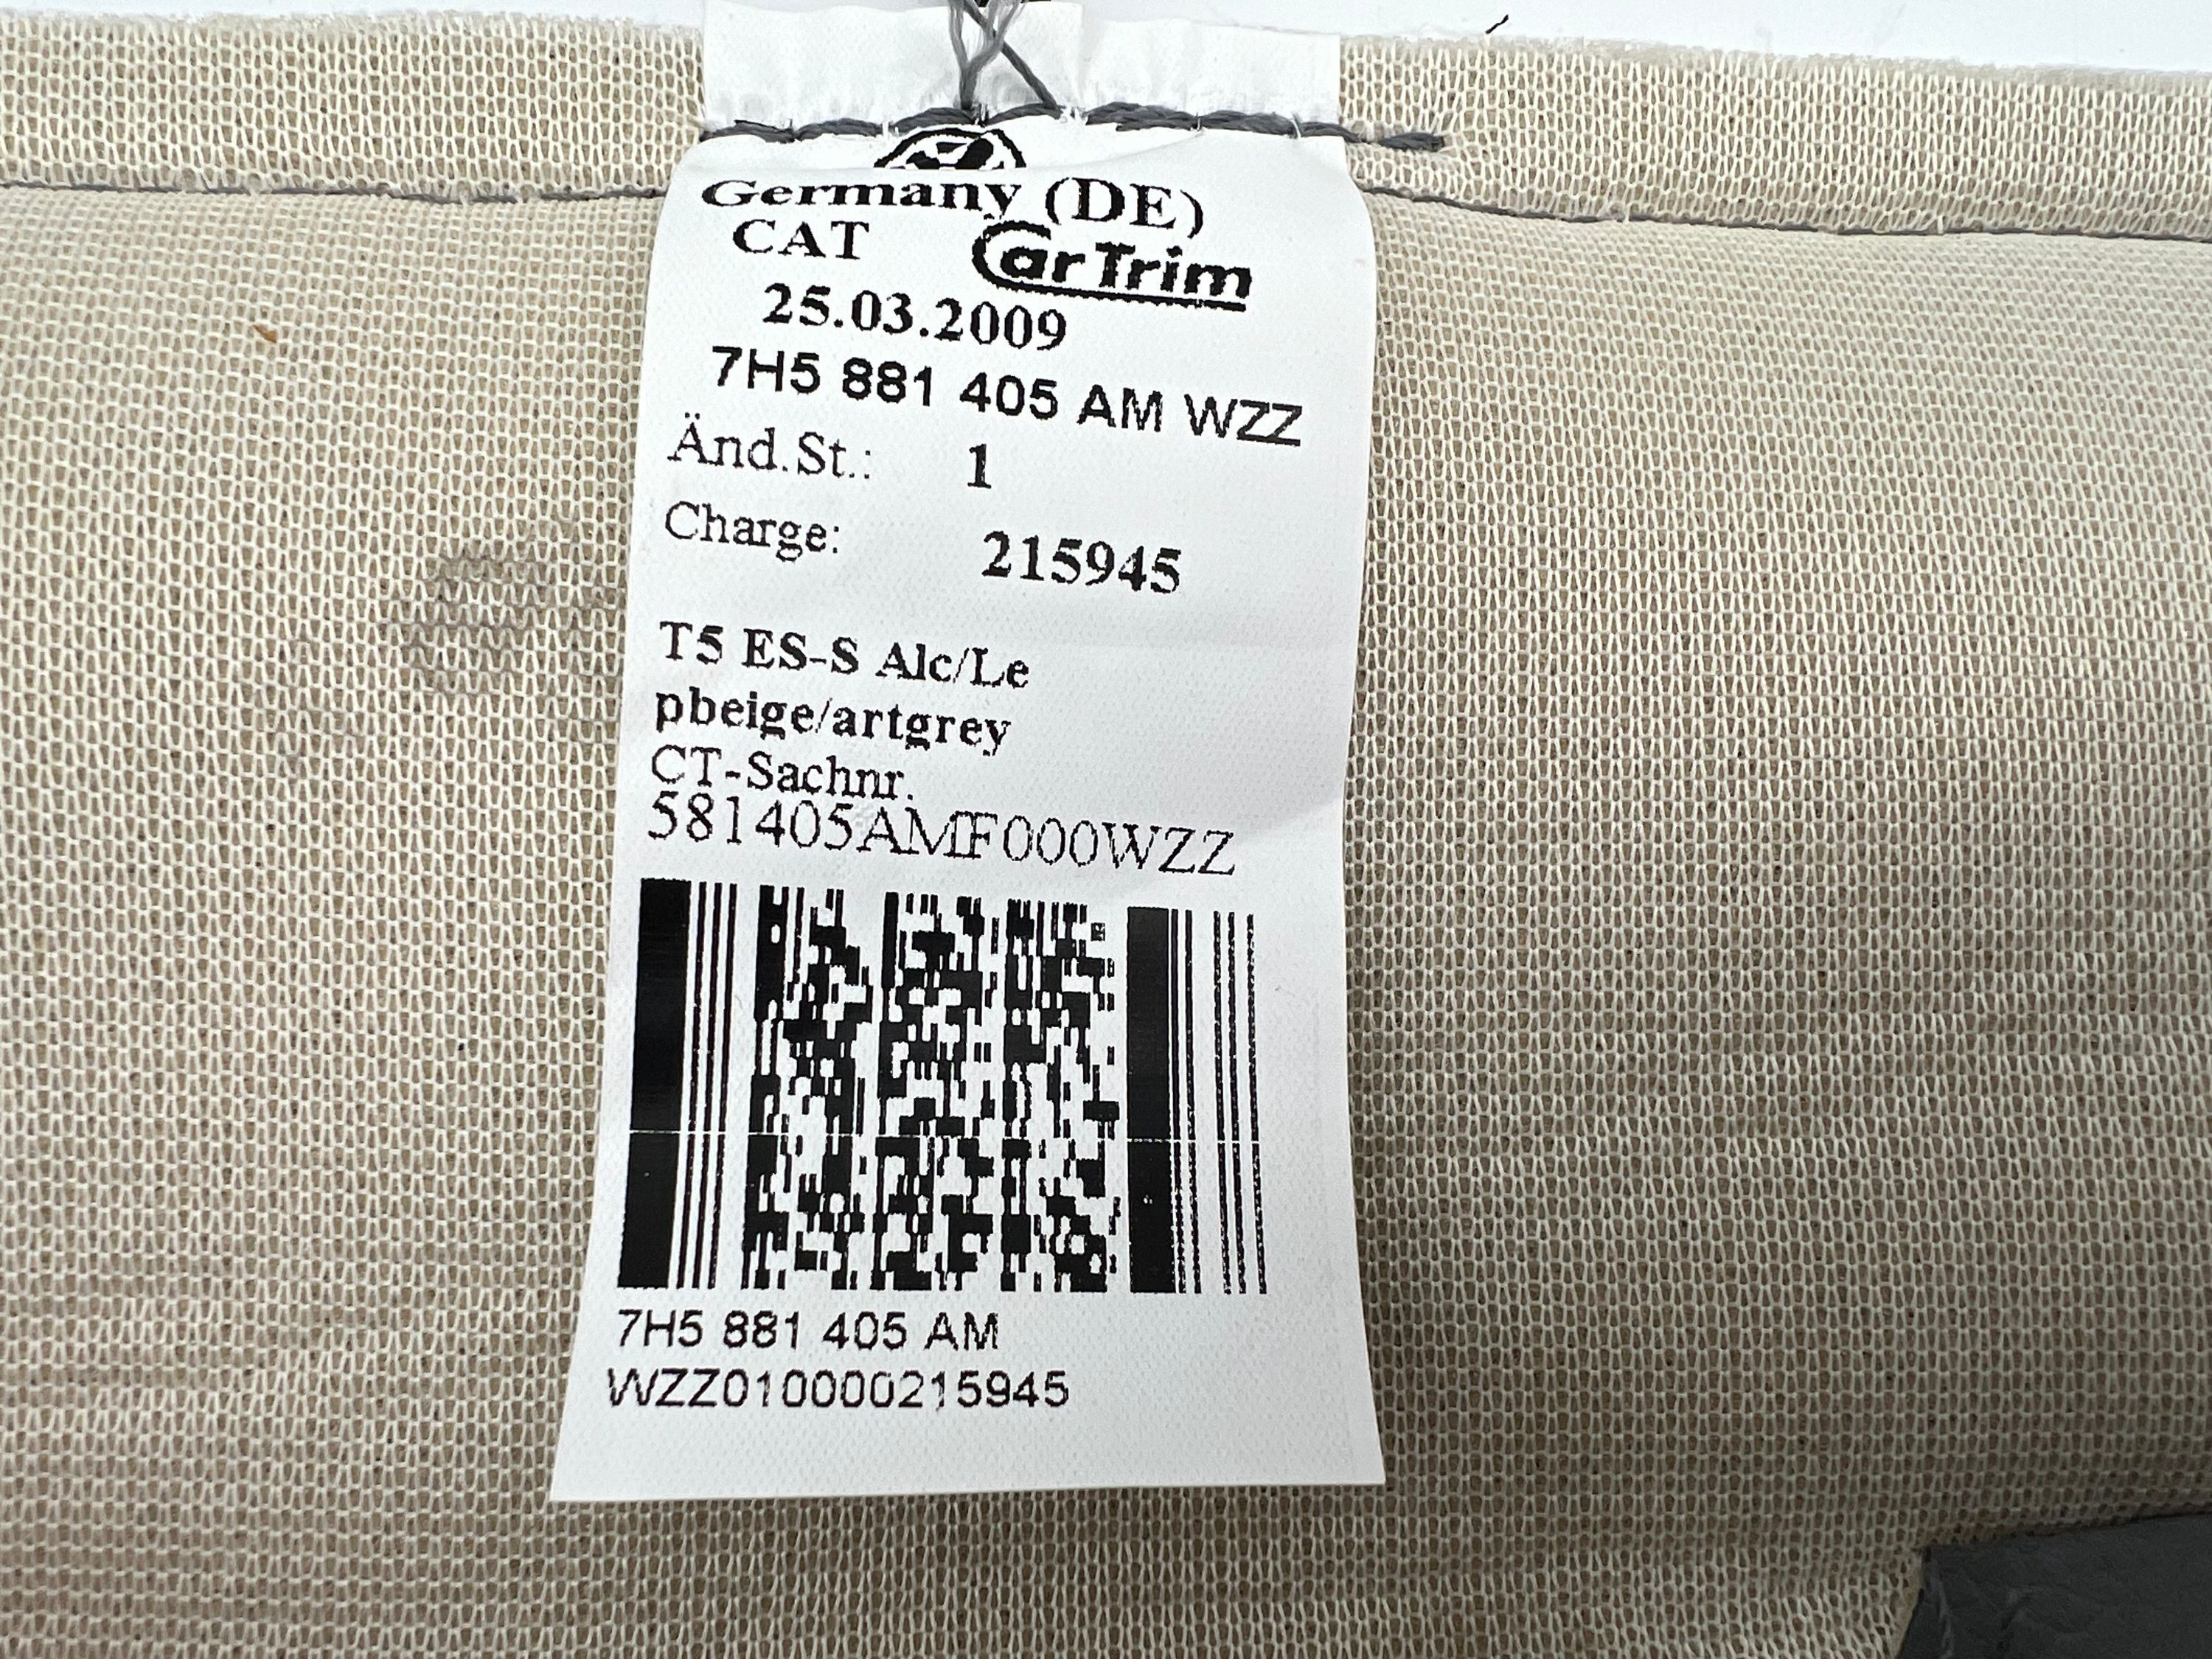 Germany (DE)
CAT CarTrim
25.03.2009
7H5 881 405 AM WZZ
Änd.St.: 1
Charge: 215945
T5 ES-S Alc/Le
pbeige/artgrey
CT-Sachnr.
581405AMF000WZZ
7H5 881 405 AM
WZZ010000215945